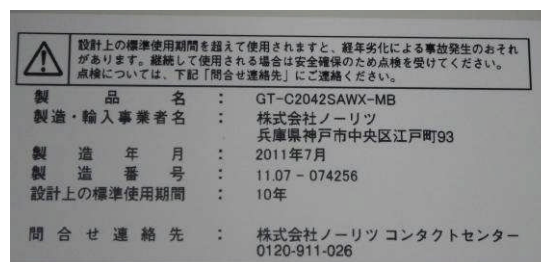 設計上の標準使用期間を超えて使用されますと、経年劣化による事故発生のおそれ
があります。継続して使用される場合は安全確保のため点検を受けてください。
点検については、下記「問合せ連絡先」にご連絡ください。
製品名 : GT-C2042SAWX-MB
製造・輸入事業者名 : 株式会社ノーリツ
兵庫県神戸市中央区江戸町93
製造年月 : 2011年7月
製造番号 : 11.07-074256
設計上の標準使用期間 : 10年
問合せ連絡先 : 株式会社ノーリツ コンタクトセンター
0120-911-026